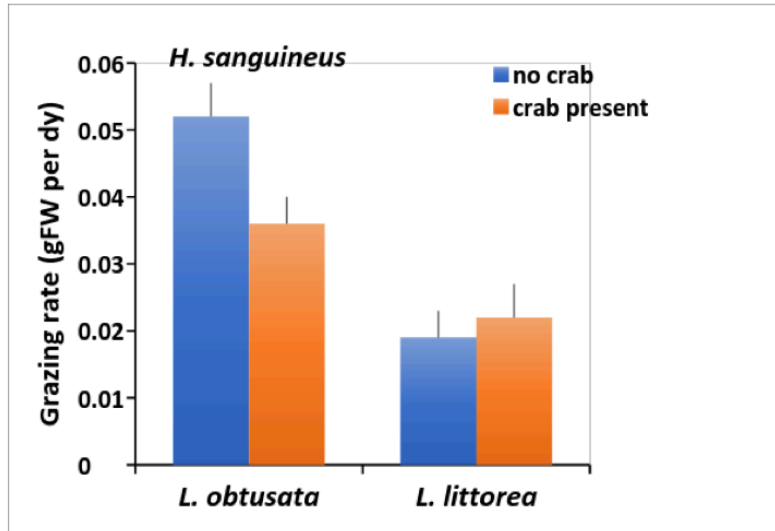 H. sanguineus
no crab
crab present
Grazing rate (gFW per dy)
0.06
0.05
0.04
0.03
0.02
0.01
0
L. obtusata
L. littorea